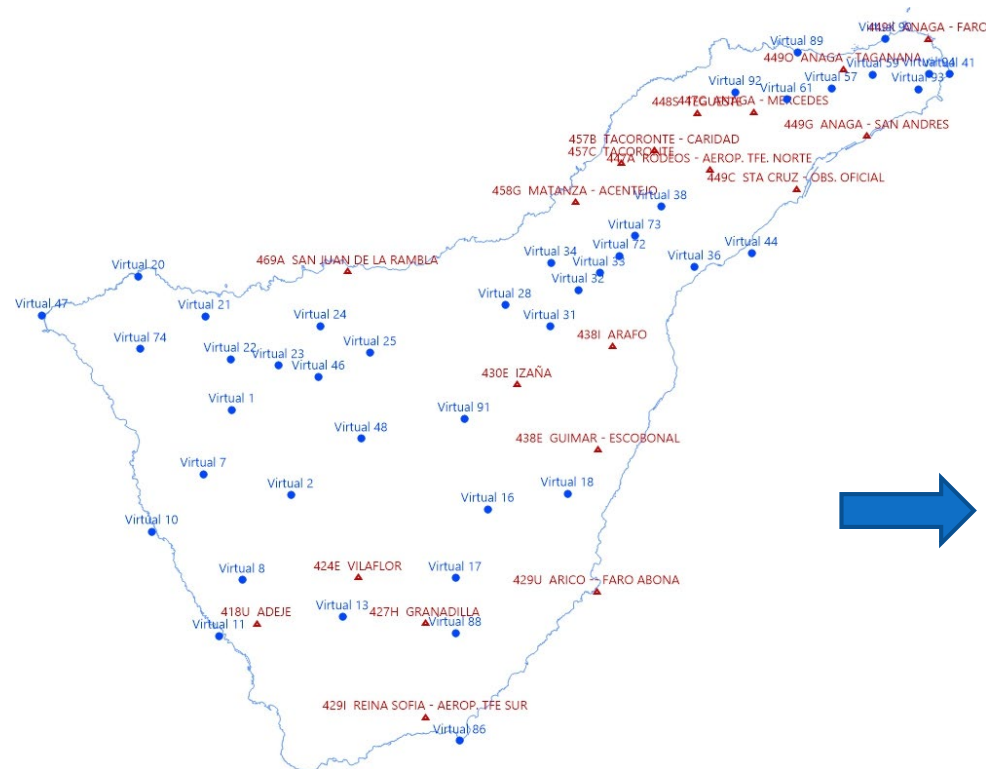 449K ANAGA - FARO
Virtual 89
449O ANAGA - TAGANANA
Virtual 59
Virtual 41
Virtual 92
Virtual 61
Virtual 57
Virtual 93
448S TEGUESTE
447C ANAGA - MERCEDES
449G ANAGA - SAN ANDRES
457B TACORONTE - CARIDAD
457C TACORONTE
447A RODEOS - AEROP. TFE. NORTE
449C STA CRUZ - OBS. OFICIAL
458G MATANZA - ACENTEJO
Virtual 38
Virtual 73
Virtual 44
Virtual 72
Virtual 34
Virtual 36
469A SAN JUAN DE LA RAMBLA
Virtual 20
Virtual 33
Virtual 32
Virtual 47
Virtual 21
Virtual 28
Virtual 24
Virtual 31
Virtual 74
Virtual 22
Virtual 23
Virtual 25
438I ARAFO
Virtual 46
430E IZAÑA
Virtual 1
Virtual 91
Virtual 48
438E GUIMAR - ESCOBONAL
Virtual 7
Virtual 2
Virtual 18
Virtual 16
Virtual 10
Virtual 8
424E VILAFLOR
Virtual 17
429U ARICO - FARO ABONA
418U ADEJE
Virtual 13
427H GRANADILLA
Virtual 11
Virtual 88
429I REINA SOFIA - AEROP. TFE SUR
Virtual 86